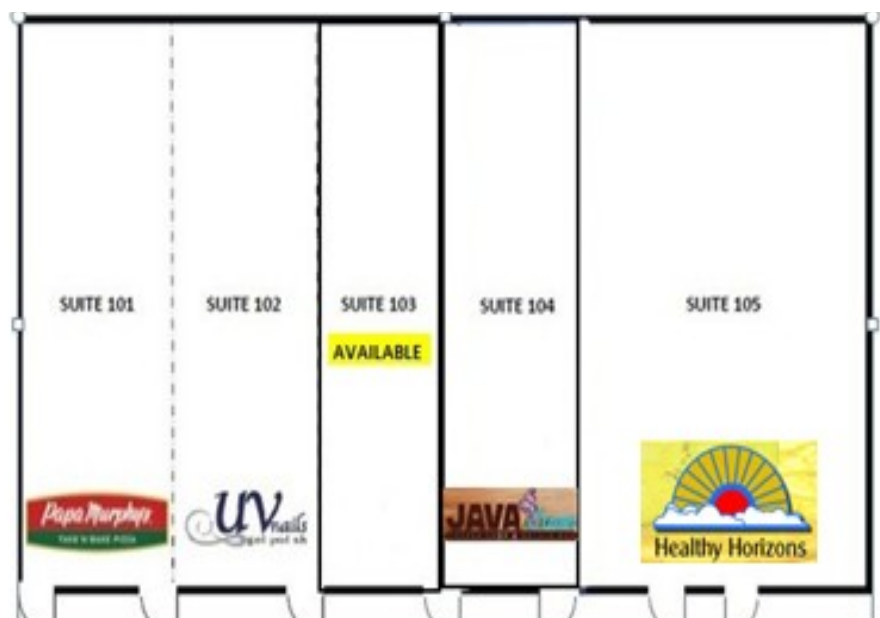 SUITE 101
SUITE 102
SUITE 103
SUITE 104
SUITE 105
AVAILABLE
Papa Murphy's
TAKE 'N' BAKE PIZZA
UV nails
JAVA
Healthy Horizons